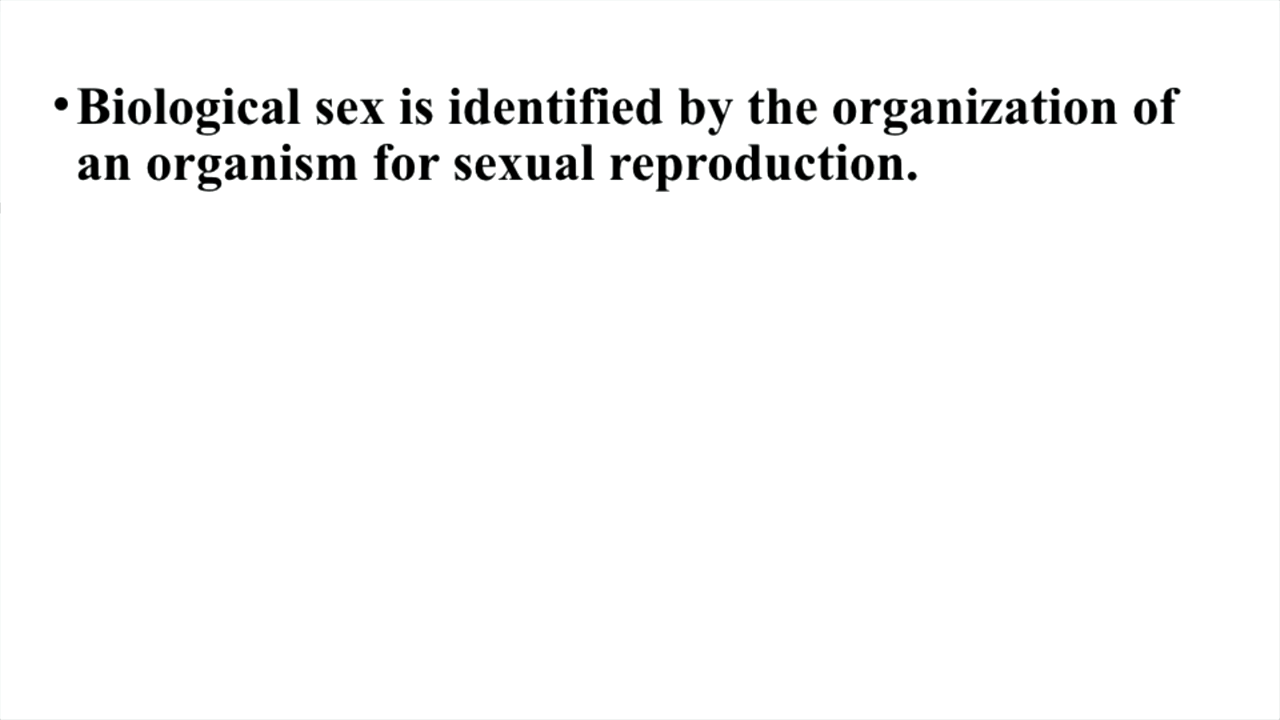 • Biological sex is identified by the organization of
an organism for sexual reproduction.